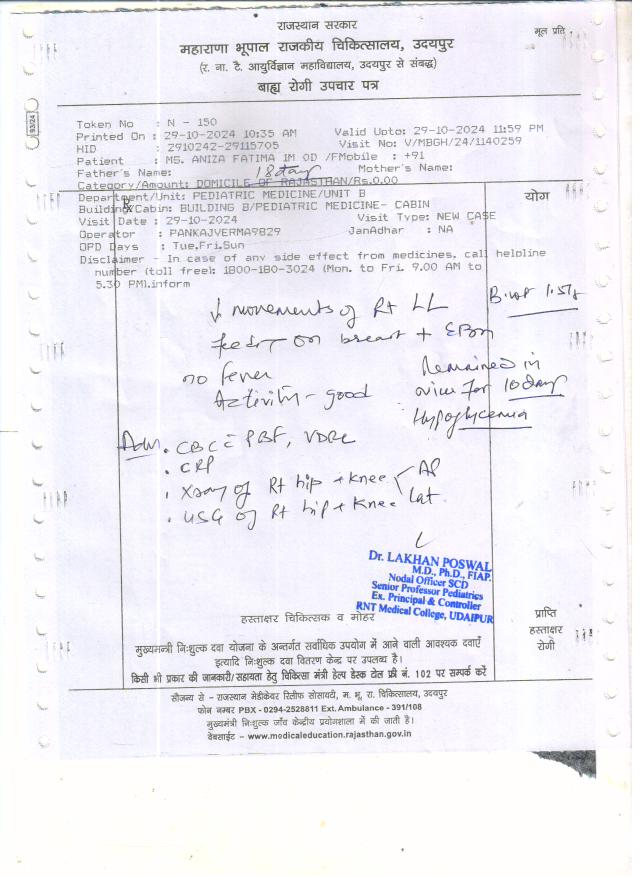 राजस्थान सरकार
मूल प्रति
महाराणा भूपाल राजकीय चिकित्सालय, उदयपुर
(र. ना. टै. आयुर्विज्ञान महाविद्यालय, उदयपुर से संबद्ध)
बाह्य रोगी उपचार पत्र
93/24
Token No : N - 150
Printed On : 29-10-2024 10:35 AM Valid Upto: 29-10-2024 11:59 PM
HID : 2910242-29115705 Visit No: V/MBGH/24/1140259
Patient : MS. ANIZA FATIMA 1M 0D /FMobile : +91
Father's Name: 18 day Mother's Name:
Category/Amount: DOMICILE OF RAJASTHAN/Rs.0.00
Department/Unit: PEDIATRIC MEDICINE/UNIT B
योग
Building/Cabin: BUILDING B/PEDIATRIC MEDICINE- CABIN
Visit Date : 29-10-2024 Visit Type: NEW CASE
Operator : PANKAJVERMA9829 JanAdhar : NA
OPD Days : Tue,Fri,Sun
Disclaimer - In case of any side effect from medicines, call helpline
number (toll free): 1800-180-3024 (Mon. to Fri. 9.00 AM to
5.30 PM).inform
B. wt 1.57
↓ movements of Rt LL
feed on breast + EBM
no fever
Remained in
Activity - good
for 10 day
Hypoglycemia
Adv. CBC c PBF, VDRL
. CRP
. Xray of Rt hip + knee < AP
Lat
. USG of Rt hip + knee
Dr. LAKHAN POSWAL
M.D., Ph.D., FIAP.
Nodal Officer SCD
Senior Professor Pediatrics
Ex. Principal & Controller
RNT Medical College, UDAIPUR
हस्ताक्षर चिकित्सक व मोहर
प्राप्ति
हस्ताक्षर
रोगी
मुख्यमन्त्री निःशुल्क दवा योजना के अन्तर्गत सर्वाधिक उपयोग में आने वाली आवश्यक दवाएँ
इत्यादि निःशुल्क दवा वितरण केन्द्र पर उपलब्ध है।
किसी भी प्रकार की जानकारी/सहायता हेतु चिकित्सा मंत्री हेल्प डेस्क टोल फ्री नं. 102 पर सम्पर्क करें
सौजन्य से - राजस्थान मेडीकेयर रिलीफ सोसायटी, म. भू. रा. चिकित्सालय, उदयपुर
फोन नम्बर PBX - 0294-2528811 Ext. Ambulance - 391/108
मुख्यमंत्री निःशुल्क जाँच केन्द्रीय प्रयोगशाला में की जाती है।
वेबसाईट - www.medicaleducation.rajasthan.gov.in